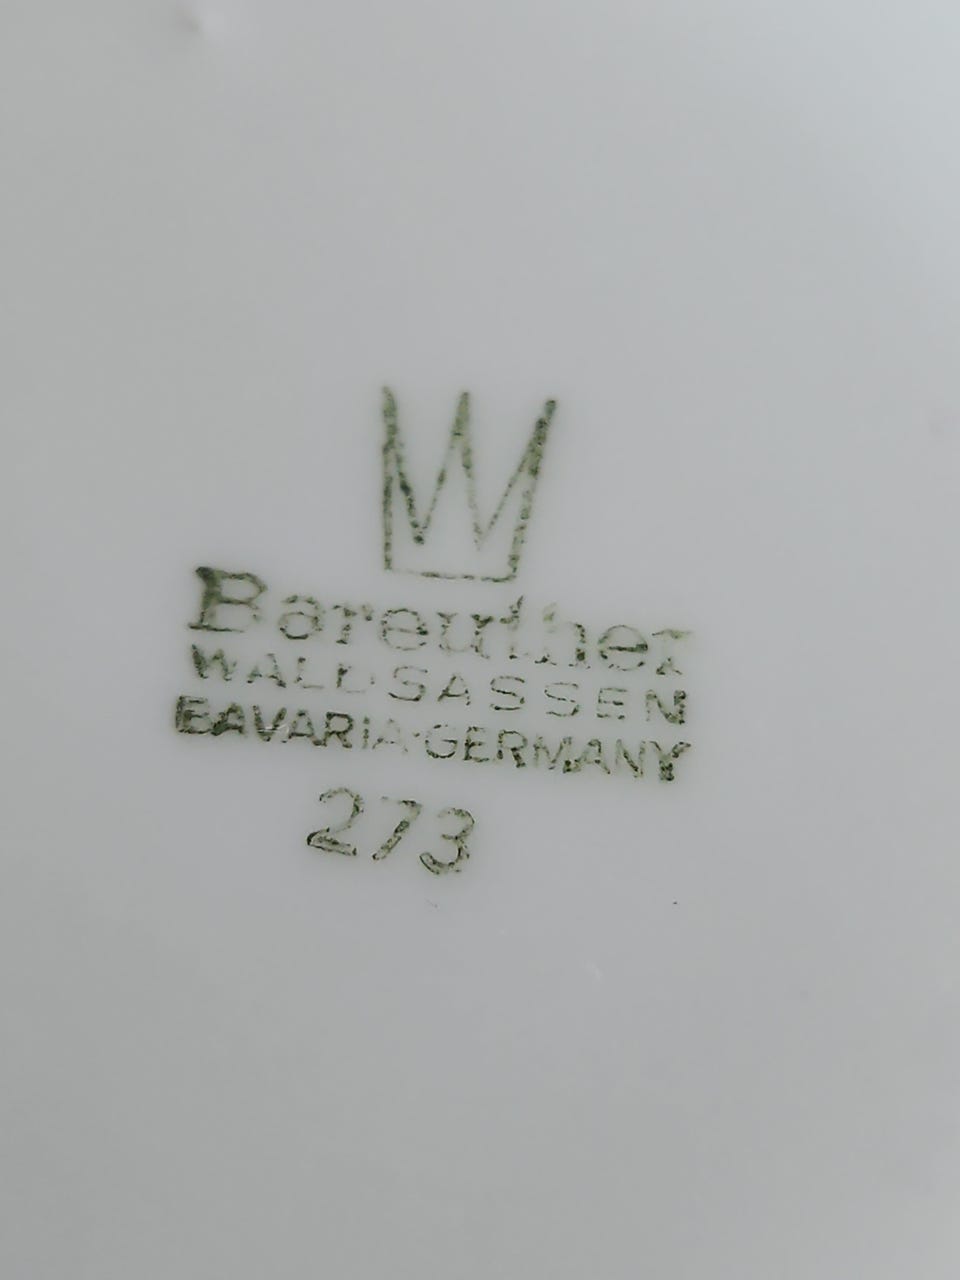 Bareuther
WALDSASSEN
BAVARIA·GERMANY
273